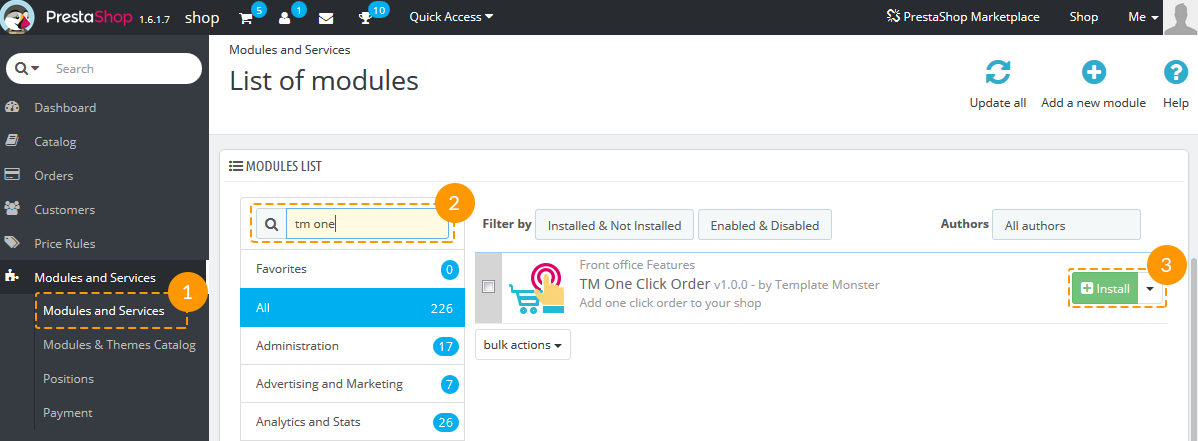 PrestaShop 1.6.1.7 shop 5 1 10 Quick Access PrestaShop Marketplace Shop Me
Search
Dashboard
Catalog
Orders
Customers
Price Rules
Modules and Services
1
Modules and Services
Modules & Themes Catalog
Positions
Payment
Modules and Services
List of modules
Update all
Add a new module
Help
MODULES LIST
tm one
2
Favorites 0
All 226
Administration 17
Advertising and Marketing 7
Analytics and Stats 26
Filter by Installed & Not Installed Enabled & Disabled Authors All authors
Front office Features
TM One Click Order v1.0.0 - by Template Monster
Add one click order to your shop
3
Install
bulk actions